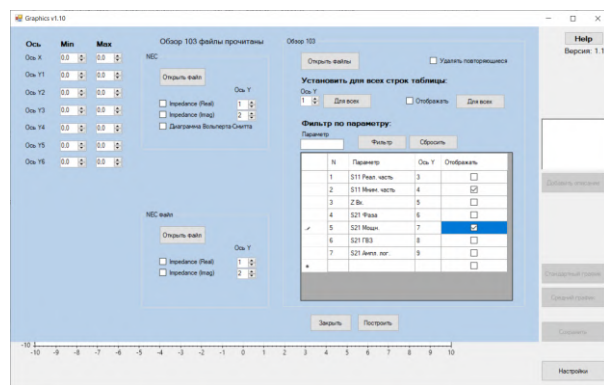 Graphics v1.10
Ось Min Max
Ось X 0,0 0,0
Ось Y1 0,0 0,0
Ось Y2 0,0 0,0
Ось Y3 0,0 0,0
Ось Y4 0,0 0,0
Ось Y5 0,0 0,0
Ось Y6 0,0 0,0
Обзор 103 файлы прочитаны
NEC
Открыть файл
Ось Y
Impedance (Real) 1
Impedance (Imag) 2
Диаграмма Вольперта-Смитта
NEC Файл
Открыть файл
Ось Y
Impedance (Real) 1
Impedance (Imag) 2
Обзор 103
Открыть файлы
Удалять повторяющиеся
Установить для всех строк таблицы:
Ось Y
1 Для всех Отображать Для всех
Фильтр по параметру:
Параметр
Фильтр Сбросить
N Параметр Ось Y Отображать
1 S11 Реал. часть 3
2 S11 Мним. часть 4
3 Z Вх. 5
4 S21 Фаза 6
5 S21 Мощн. 7
6 S21 ГВЗ 8
7 S21 Ампл. лог. 9
Закрыть Построить
Help
Версия: 1.1
Сохранить
Настройки
-10
-10 -9 -8 -7 -6 -5 -4 -3 -2 -1 0 1 2 3 4 5 6 7 8 9 10